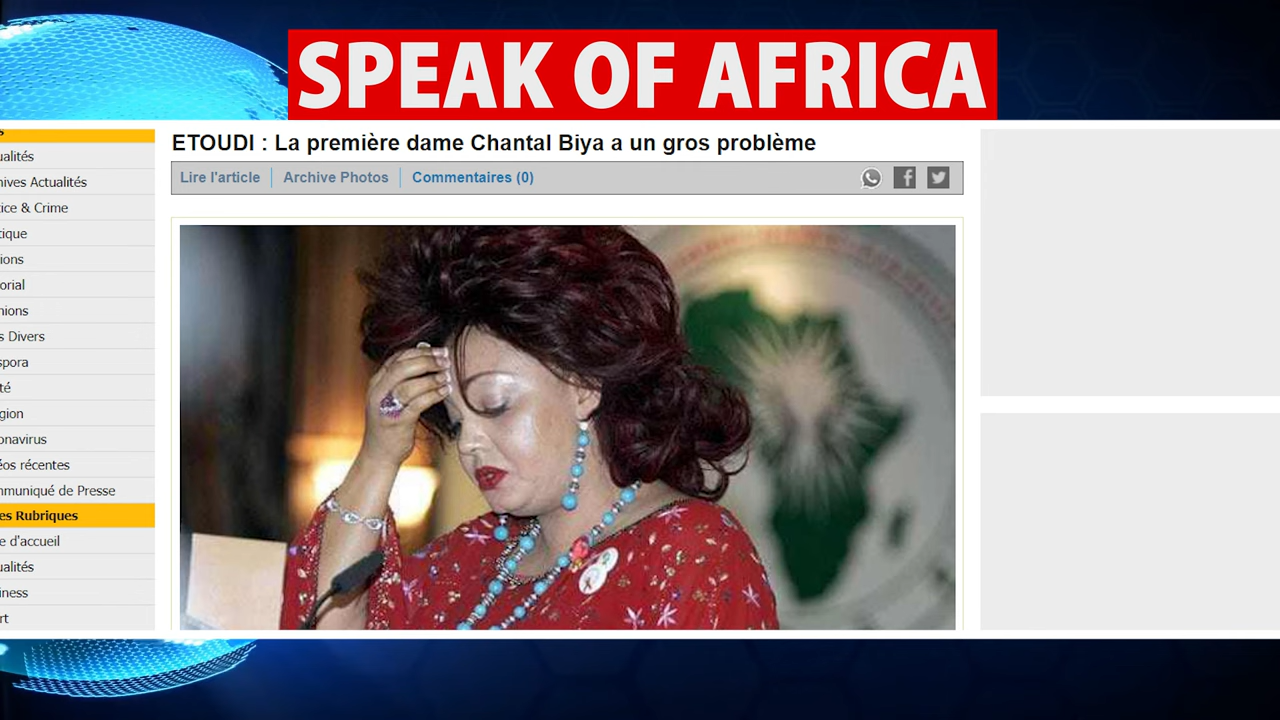 SPEAK OF AFRICA
ETOUDI : La première dame Chantal Biya a un gros problème
Lire l'article
Archive Photos
Commentaires (0)
s
ualités
hives Actualités
tice & Crime
tique
ions
orial
nions
s Divers
spora
té
gion
onavirus
éos récentes
mmuniqué de Presse
es Rubriques
e d'accueil
ualités
iness
rt